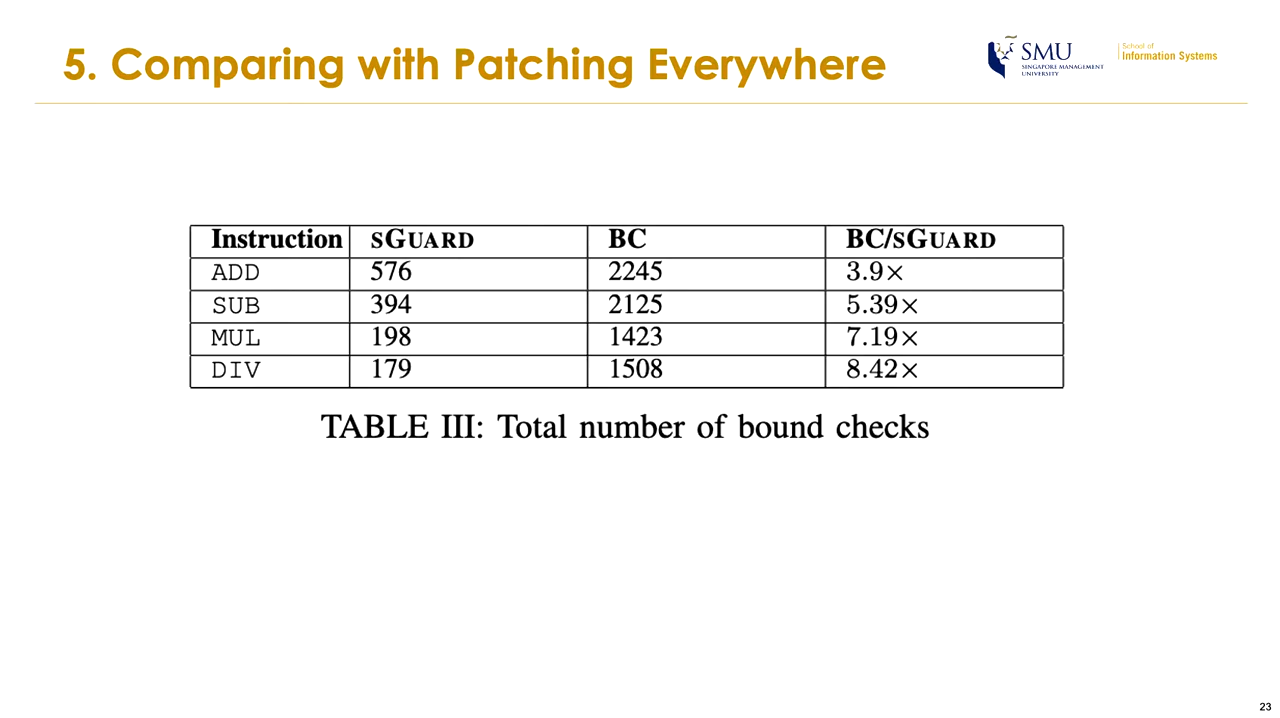 5. Comparing with Patching Everywhere
SMU
SINGAPORE MANAGEMENT
UNIVERSITY
School of
Information Systems
Instruction sGUARD BC BC/sGUARD
ADD 576 2245 3.9×
SUB 394 2125 5.39×
MUL 198 1423 7.19×
DIV 179 1508 8.42×
TABLE III: Total number of bound checks
23